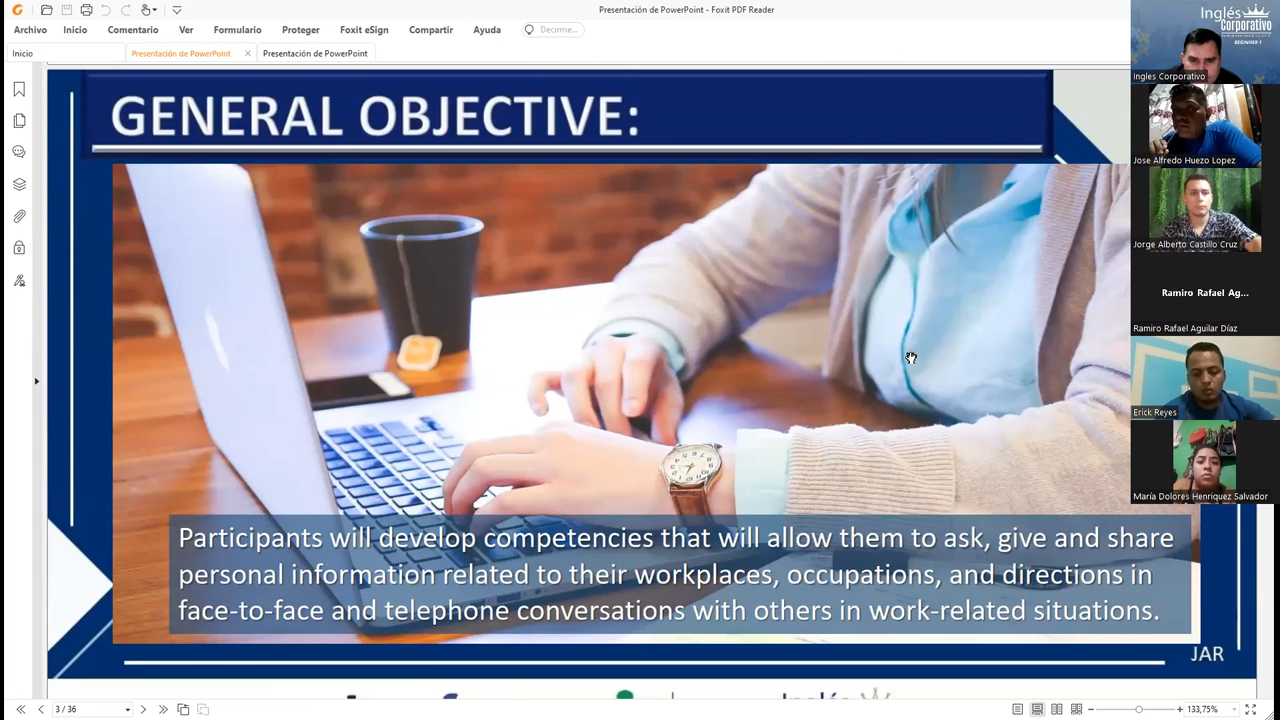 Presentación de PowerPoint - Foxit PDF Reader
Archivo Inicio Comentario Ver Formulario Proteger Foxit eSign Compartir Ayuda Decirme...
Inicio Presentación de PowerPoint Presentación de PowerPoint
GENERAL OBJECTIVE:
Participants will develop competencies that will allow them to ask, give and share
personal information related to their workplaces, occupations, and directions in
face-to-face and telephone conversations with others in work-related situations.
JAR
3 / 36
133,75%
Inglés
Corporativo
BEGINNER 1
Ingles Corporativo
Jose Alfredo Huezo Lopez
Jorge Alberto Castillo Cruz
Ramiro Rafael Ag...
Ramiro Rafael Aguilar Díaz
Erick Reyes
María Dolores Henriquez Salvador